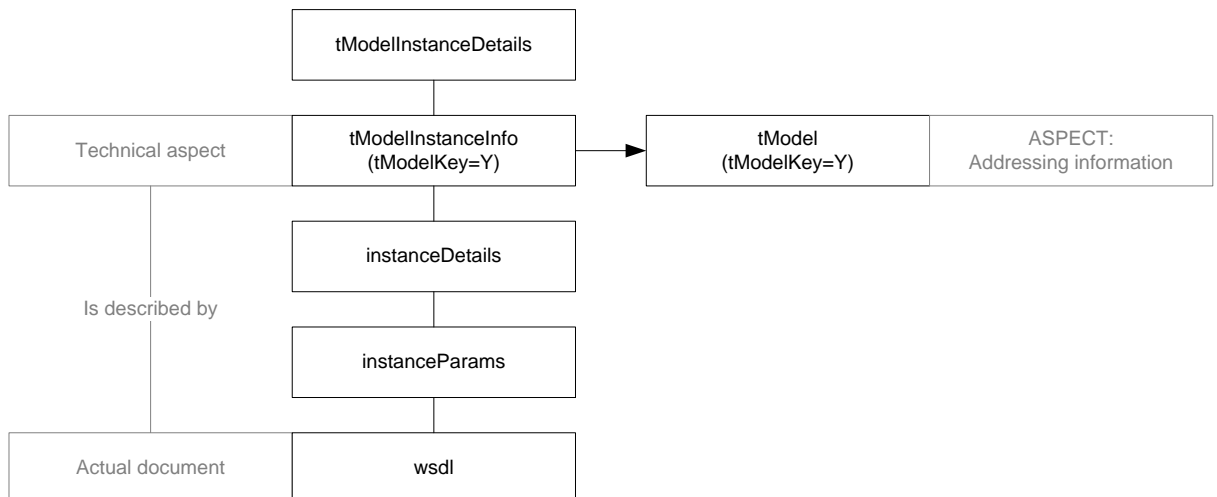 tModelInstanceDetails
Technical aspect
tModelInstanceInfo
(tModelKey=Y)
tModel
(tModelKey=Y)
ASPECT:
Addressing information
instanceDetails
Is described by
instanceParams
Actual document
wsdl